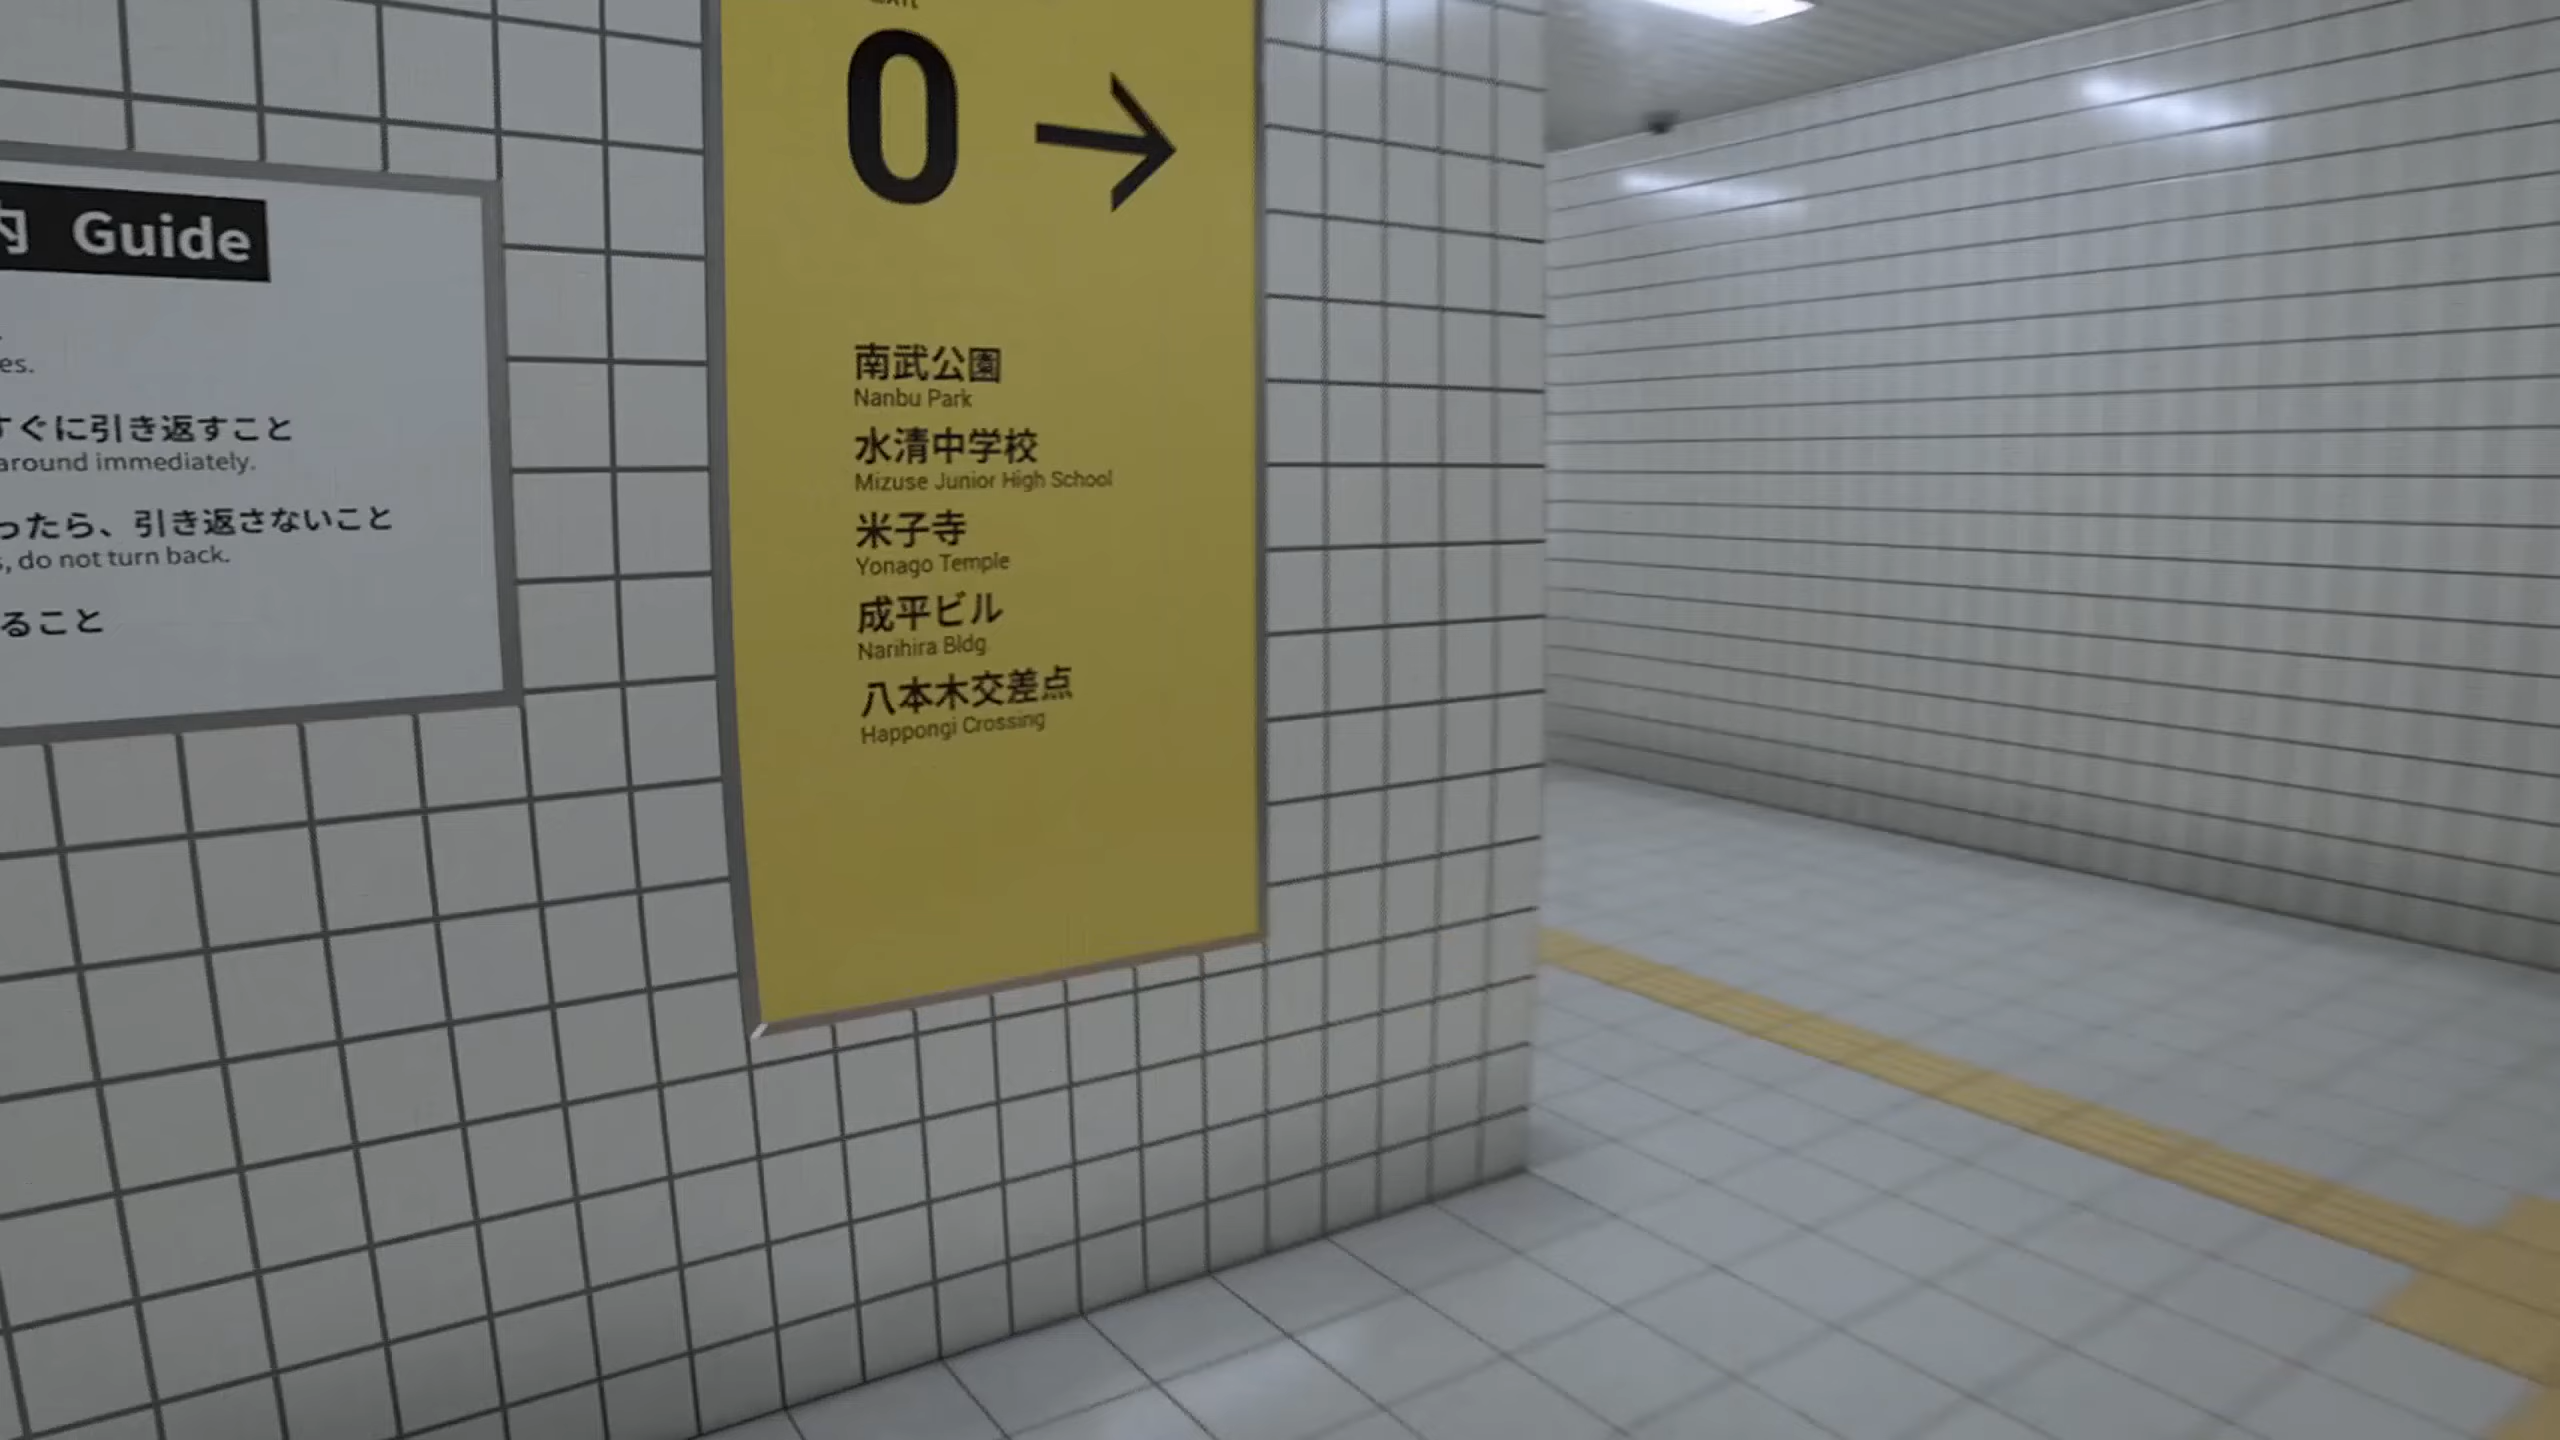 内 Guide
es.
すぐに引き返すこと
around immediately.
ったら、引き返さないこと
s, do not turn back.
ること
0 →
南武公園
Nanbu Park
水清中学校
Mizuse Junior High School
米子寺
Yonago Temple
成平ビル
Narihira Bldg.
八本木交差点
Happongi Crossing